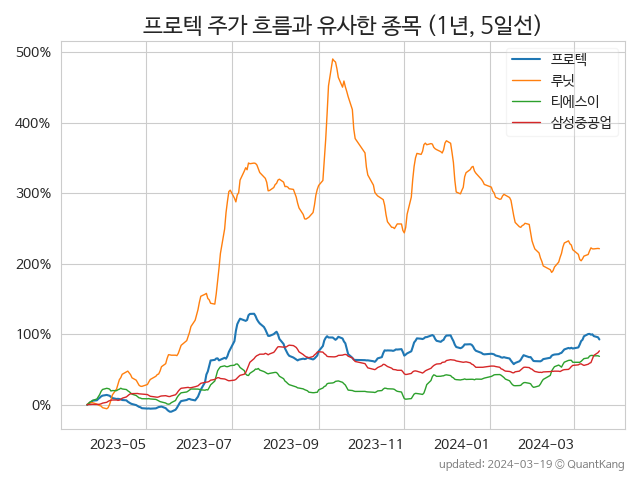 프로텍 주가 흐름과 유사한 종목 (1년, 5일선)
프로텍
루닛
티에스이
삼성중공업
500%
400%
300%
200%
100%
0%
2023-05
2023-07
2023-09
2023-11
2024-01
2024-03
updated: 2024-03-19 © QuantKang